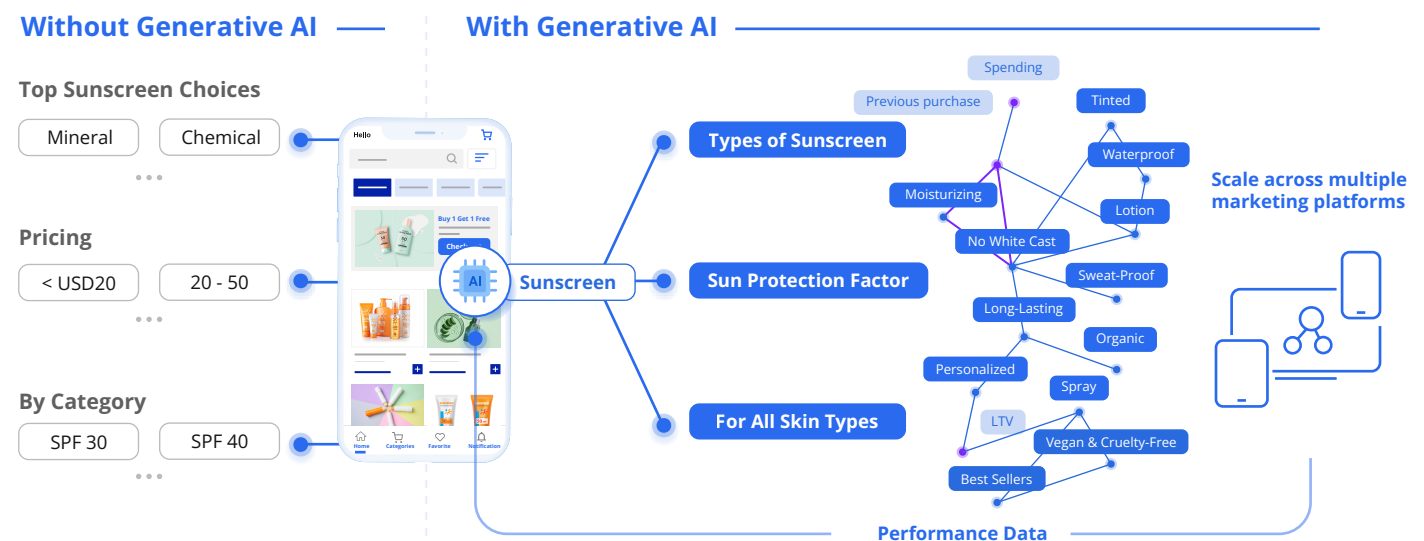 Without Generative AI
With Generative AI
Top Sunscreen Choices
Mineral
Chemical
Pricing
< USD20
20 - 50
By Category
SPF 30
SPF 40
Hello
Buy 1 Get 1 Free
AI
Sunscreen
Home
Categories
Favorite
Notification
Types of Sunscreen
Sun Protection Factor
For All Skin Types
Spending
Previous purchase
Tinted
Waterproof
Moisturizing
Lotion
No White Cast
Sweat-Proof
Long-Lasting
Organic
Personalized
Spray
LTV
Vegan & Cruelty-Free
Best Sellers
Scale across multiple
marketing platforms
Performance Data